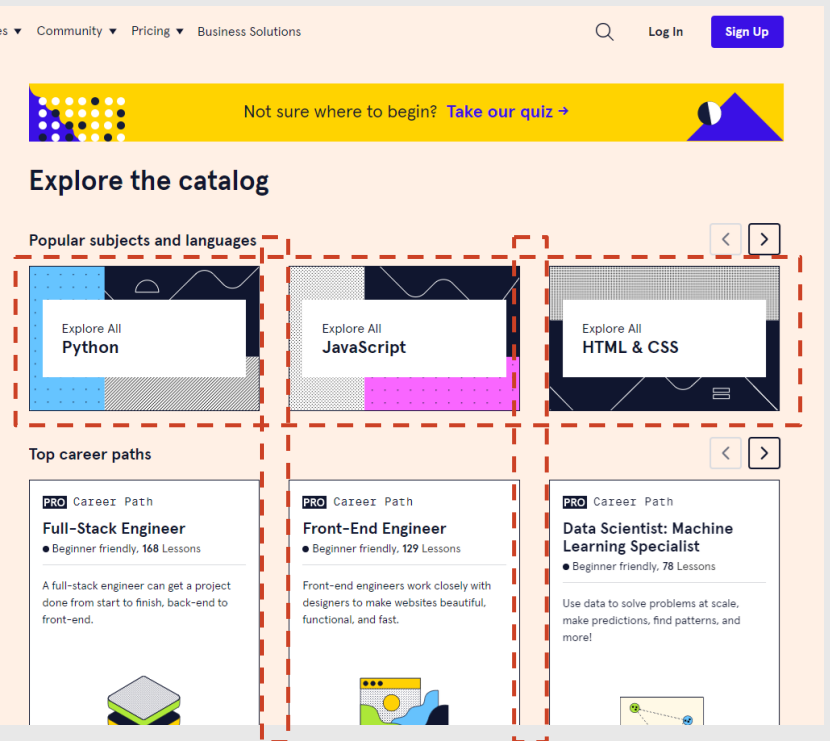 Community ▼ Pricing ▼ Business Solutions Log In Sign Up
Not sure where to begin? Take our quiz →
Explore the catalog
Popular subjects and languages
Explore All
Python
Explore All
JavaScript
Explore All
HTML & CSS
Top career paths
PRO Career Path
Full-Stack Engineer
● Beginner friendly, 168 Lessons
A full-stack engineer can get a project
done from start to finish, back-end to
front-end.
PRO Career Path
Front-End Engineer
● Beginner friendly, 129 Lessons
Front-end engineers work closely with
designers to make websites beautiful,
functional, and fast.
PRO Career Path
Data Scientist: Machine
Learning Specialist
● Beginner friendly, 78 Lessons
Use data to solve problems at scale,
make predictions, find patterns, and
more!